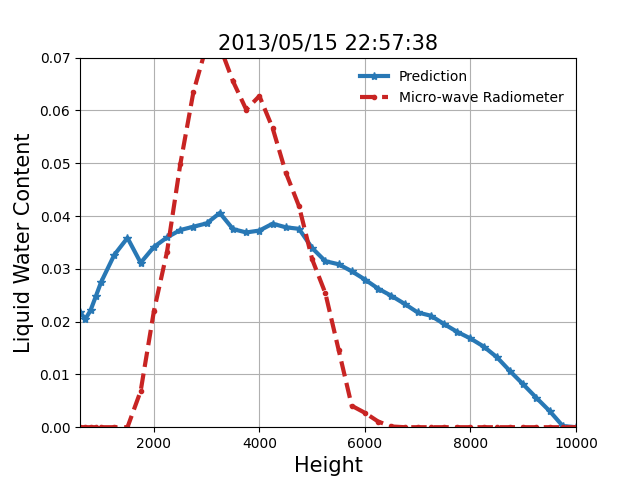 2013/05/15 22:57:38
0.07
0.06
0.05
0.04
0.03
0.02
0.01
0.00
Liquid Water Content
Prediction
Micro-wave Radiometer
2000 4000 6000 8000 10000
Height